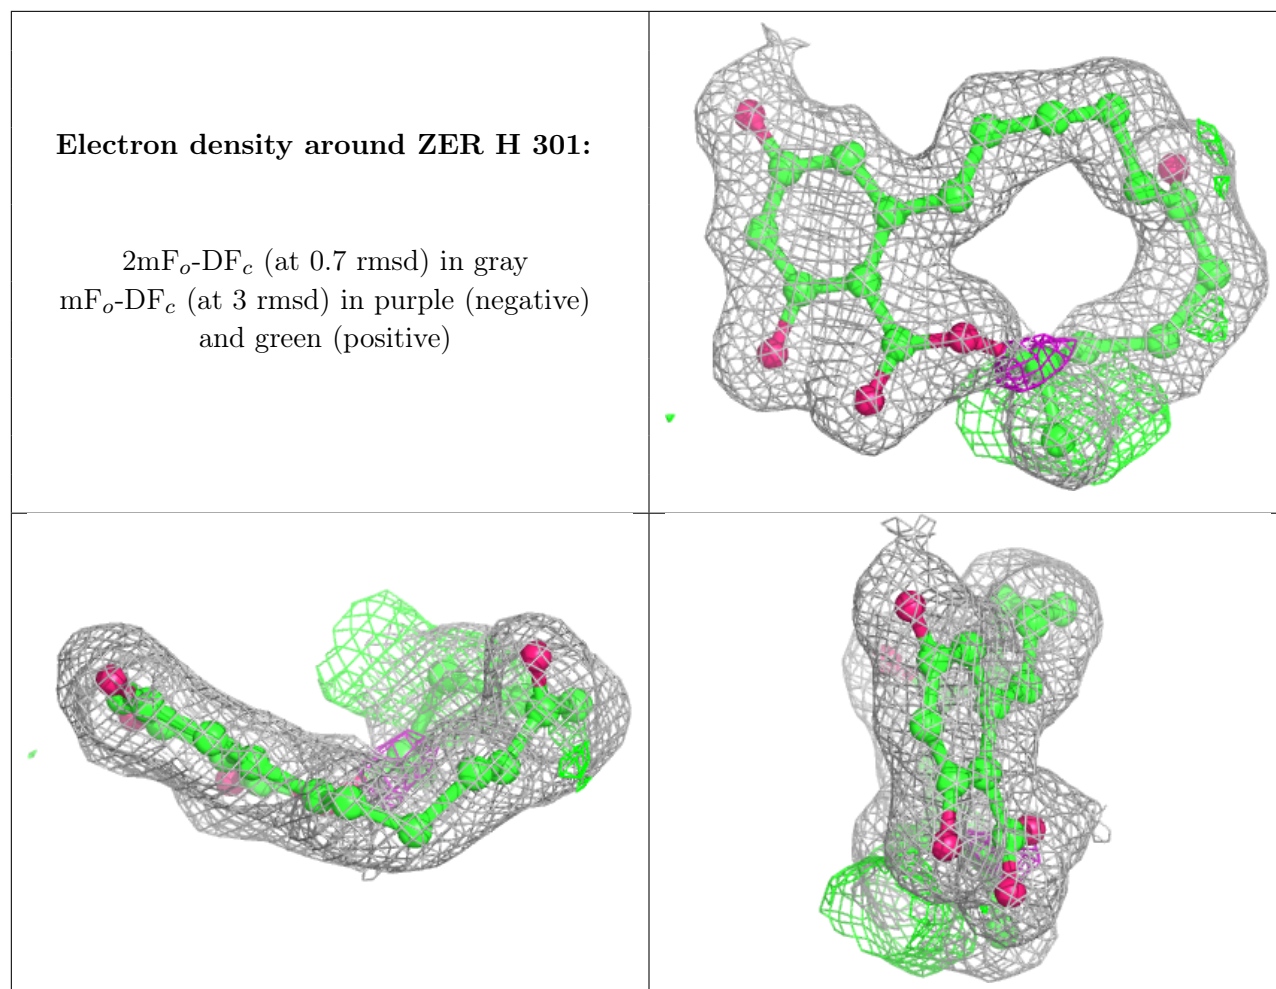 Electron density around ZER H 301:
2mFo-DFc (at 0.7 rmsd) in gray
mFo-DFc (at 3 rmsd) in purple (negative)
and green (positive)